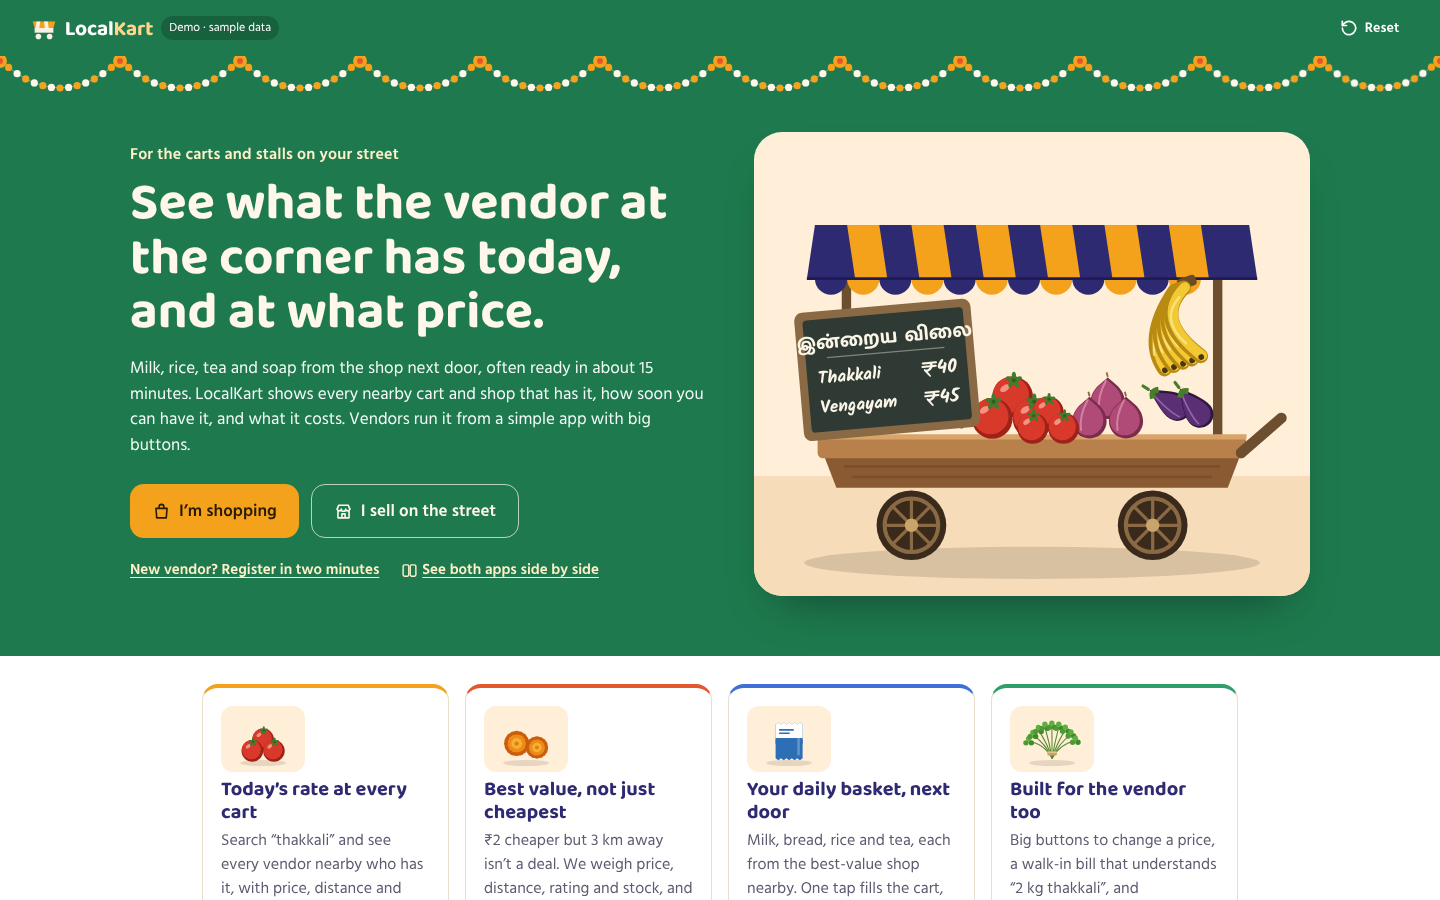 LocalKart
Demo · sample data
Reset
For the carts and stalls on your street
See what the vendor at
the corner has today,
and at what price.
Milk, rice, tea and soap from the shop next door, often ready in about 15
minutes. LocalKart shows every nearby cart and shop that has it, how soon you
can have it, and what it costs. Vendors run it from a simple app with big
buttons.
I’m shopping
I sell on the street
New vendor? Register in two minutes
See both apps side by side
இன்றைய விலை
Thakkali ₹40
Vengayam ₹45
Today’s rate at every
cart
Search “thakkali” and see
every vendor nearby who has
it, with price, distance and
Best value, not just
cheapest
₹2 cheaper but 3 km away
isn’t a deal. We weigh price,
distance, rating and stock, and
Your daily basket, next
door
Milk, bread, rice and tea, each
from the best-value shop
nearby. One tap fills the cart,
Built for the vendor
too
Big buttons to change a price,
a walk-in bill that understands
“2 kg thakkali”, and